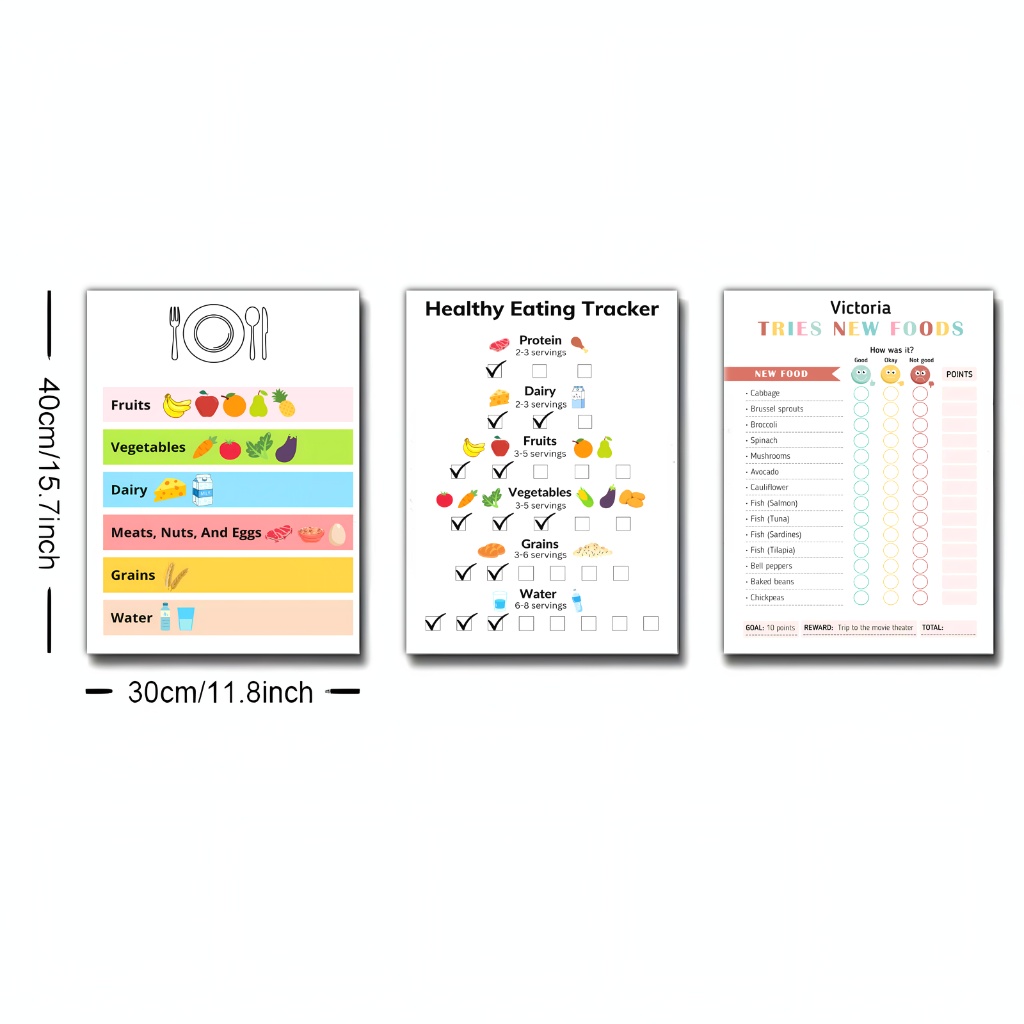 40cm/15.7inch
30cm/11.8inch
Fruits
Vegetables
Dairy
MILK
Meats, Nuts, And Eggs
Grains
Water
Healthy Eating Tracker
Protein
2-3 servings
Dairy
2-3 servings
Fruits
3-5 servings
Vegetables
3-5 servings
Grains
3-6 servings
Water
6-8 servings
Victoria
TRIES NEW FOODS
How was it?
Good Okay Not good
NEW FOOD POINTS
· Cabbage
· Brussel sprouts
· Broccoli
· Spinach
· Mushrooms
· Avocado
· Cauliflower
· Fish (Salmon)
· Fish (Tuna)
· Fish (Sardines)
· Fish (Tilapia)
· Bell peppers
· Baked beans
· Chickpeas
GOAL: 10 points REWARD: Trip to the movie theater TOTAL: